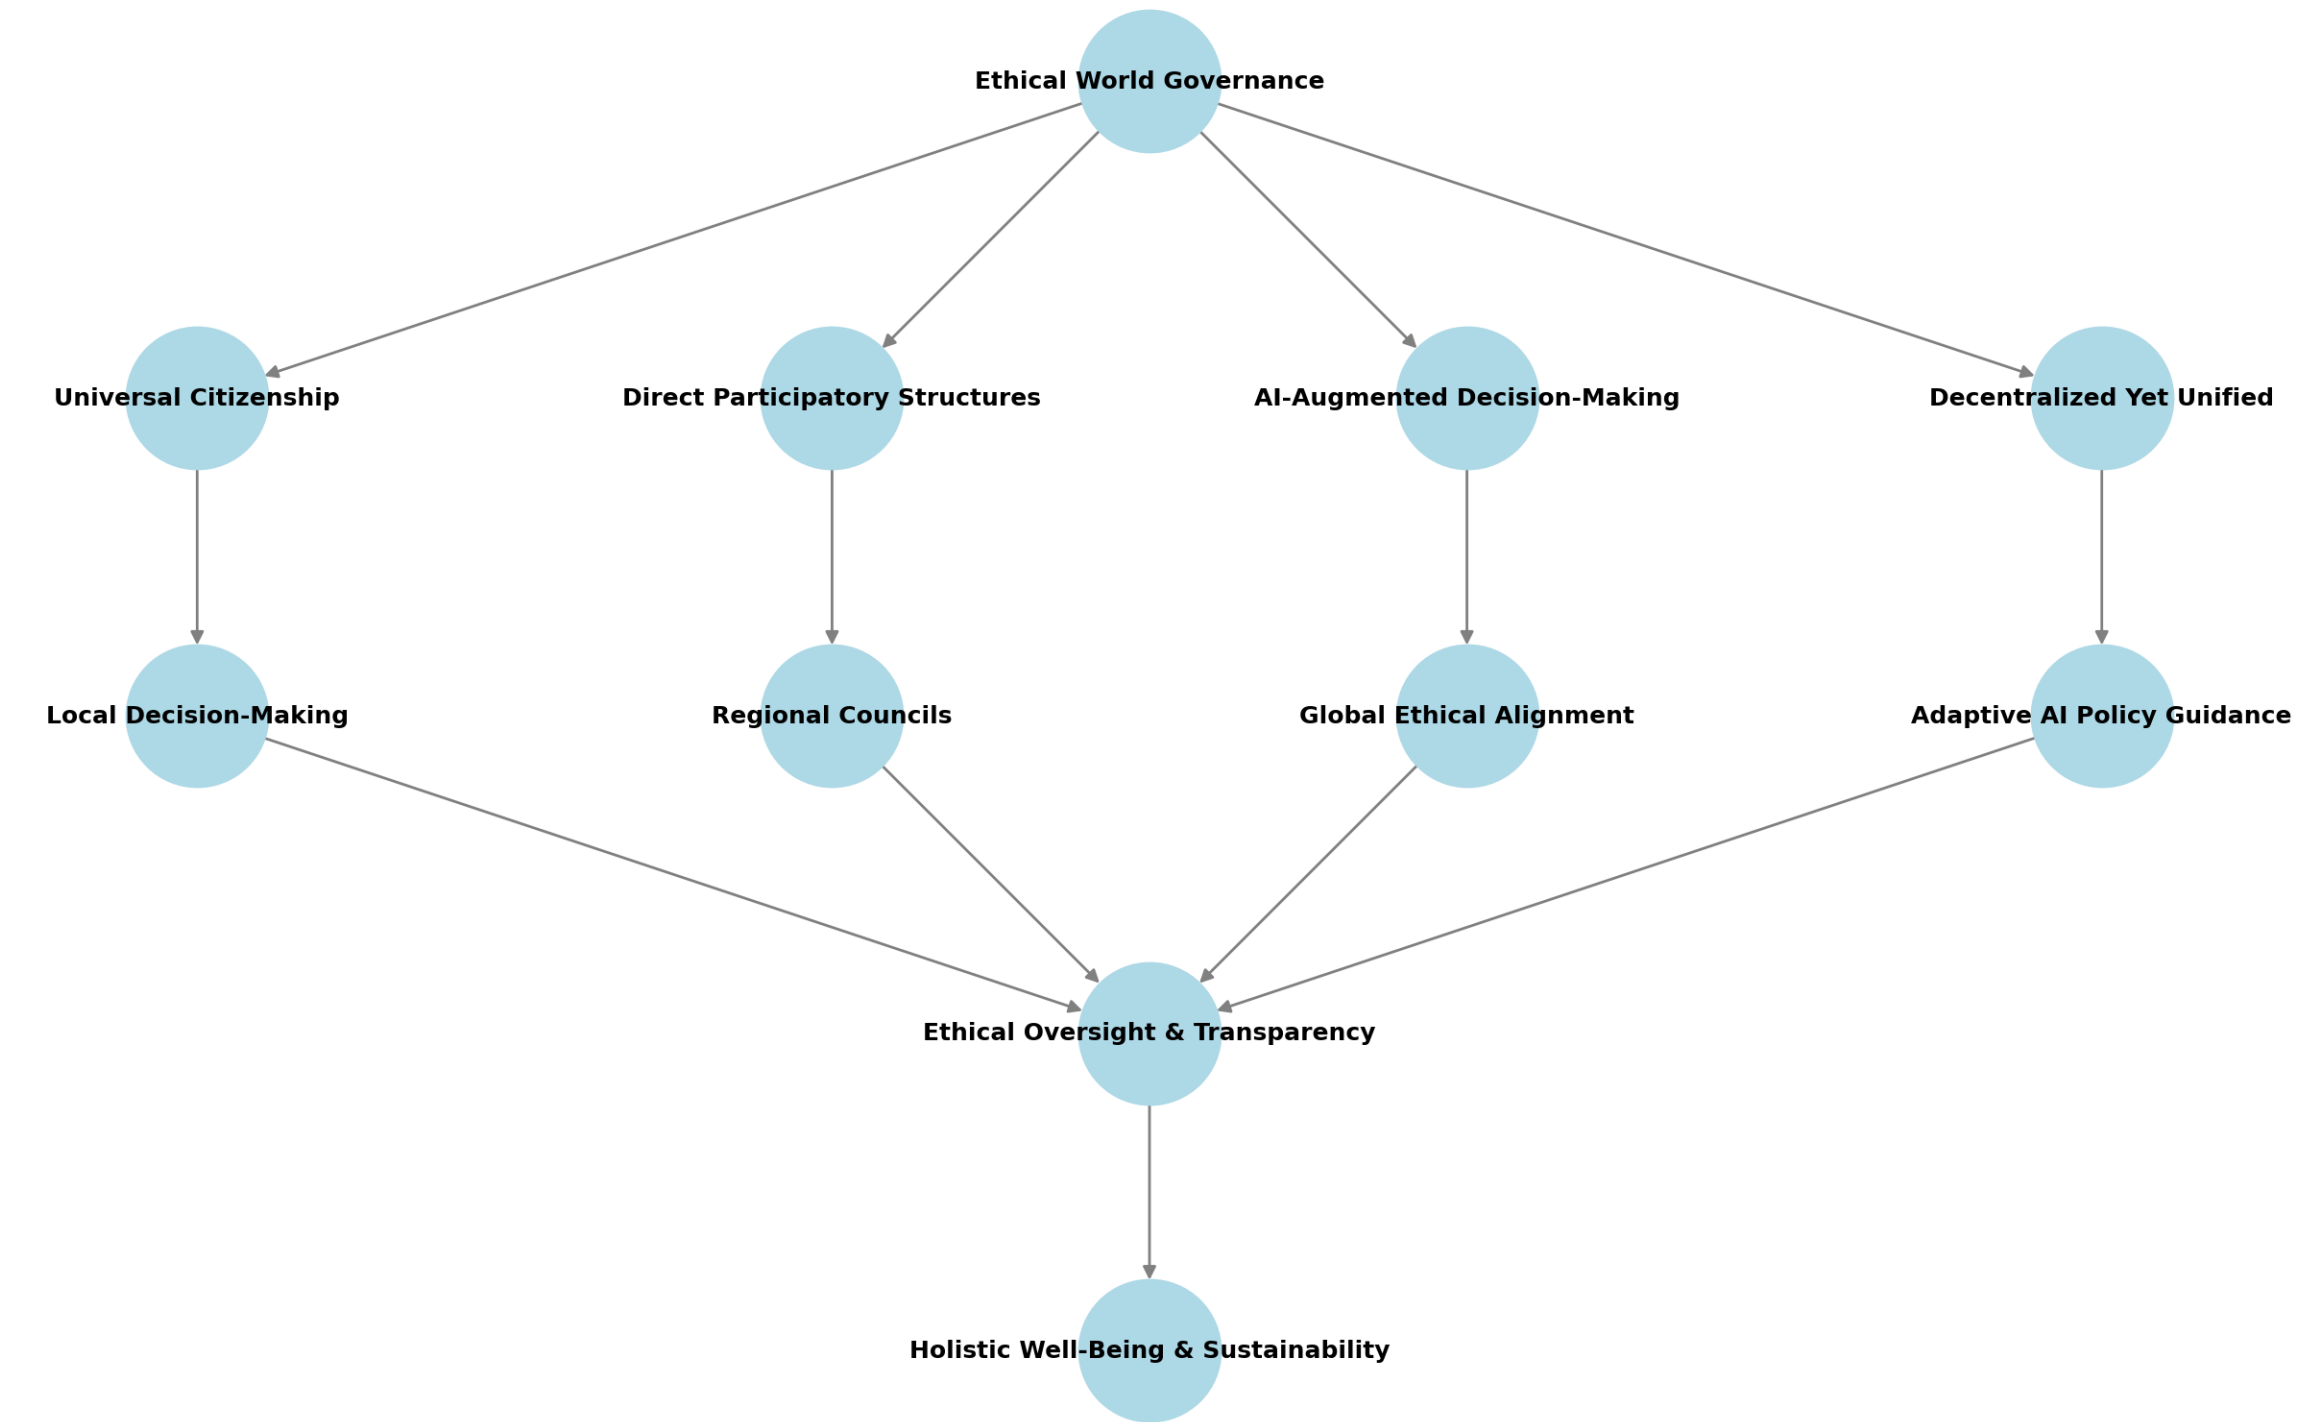 Ethical World Governance
Universal Citizenship
Direct Participatory Structures
AI-Augmented Decision-Making
Decentralized Yet Unified
Local Decision-Making
Regional Councils
Global Ethical Alignment
Adaptive AI Policy Guidance
Ethical Oversight & Transparency
Holistic Well-Being & Sustainability